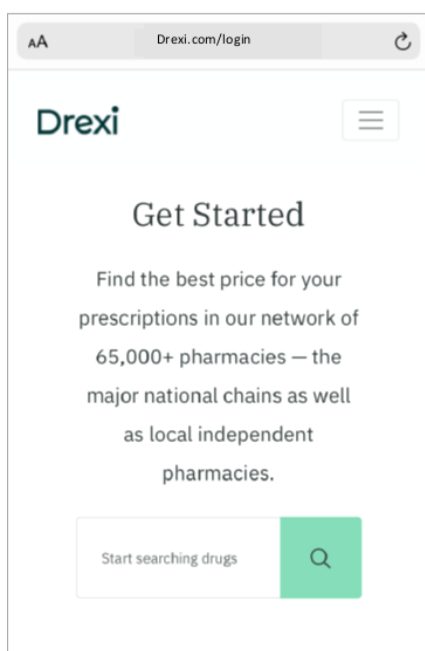 AA Drexi.com/login
Drexi
Get Started
Find the best price for your
prescriptions in our network of
65,000+ pharmacies — the
major national chains as well
as local independent
pharmacies.
Start searching drugs